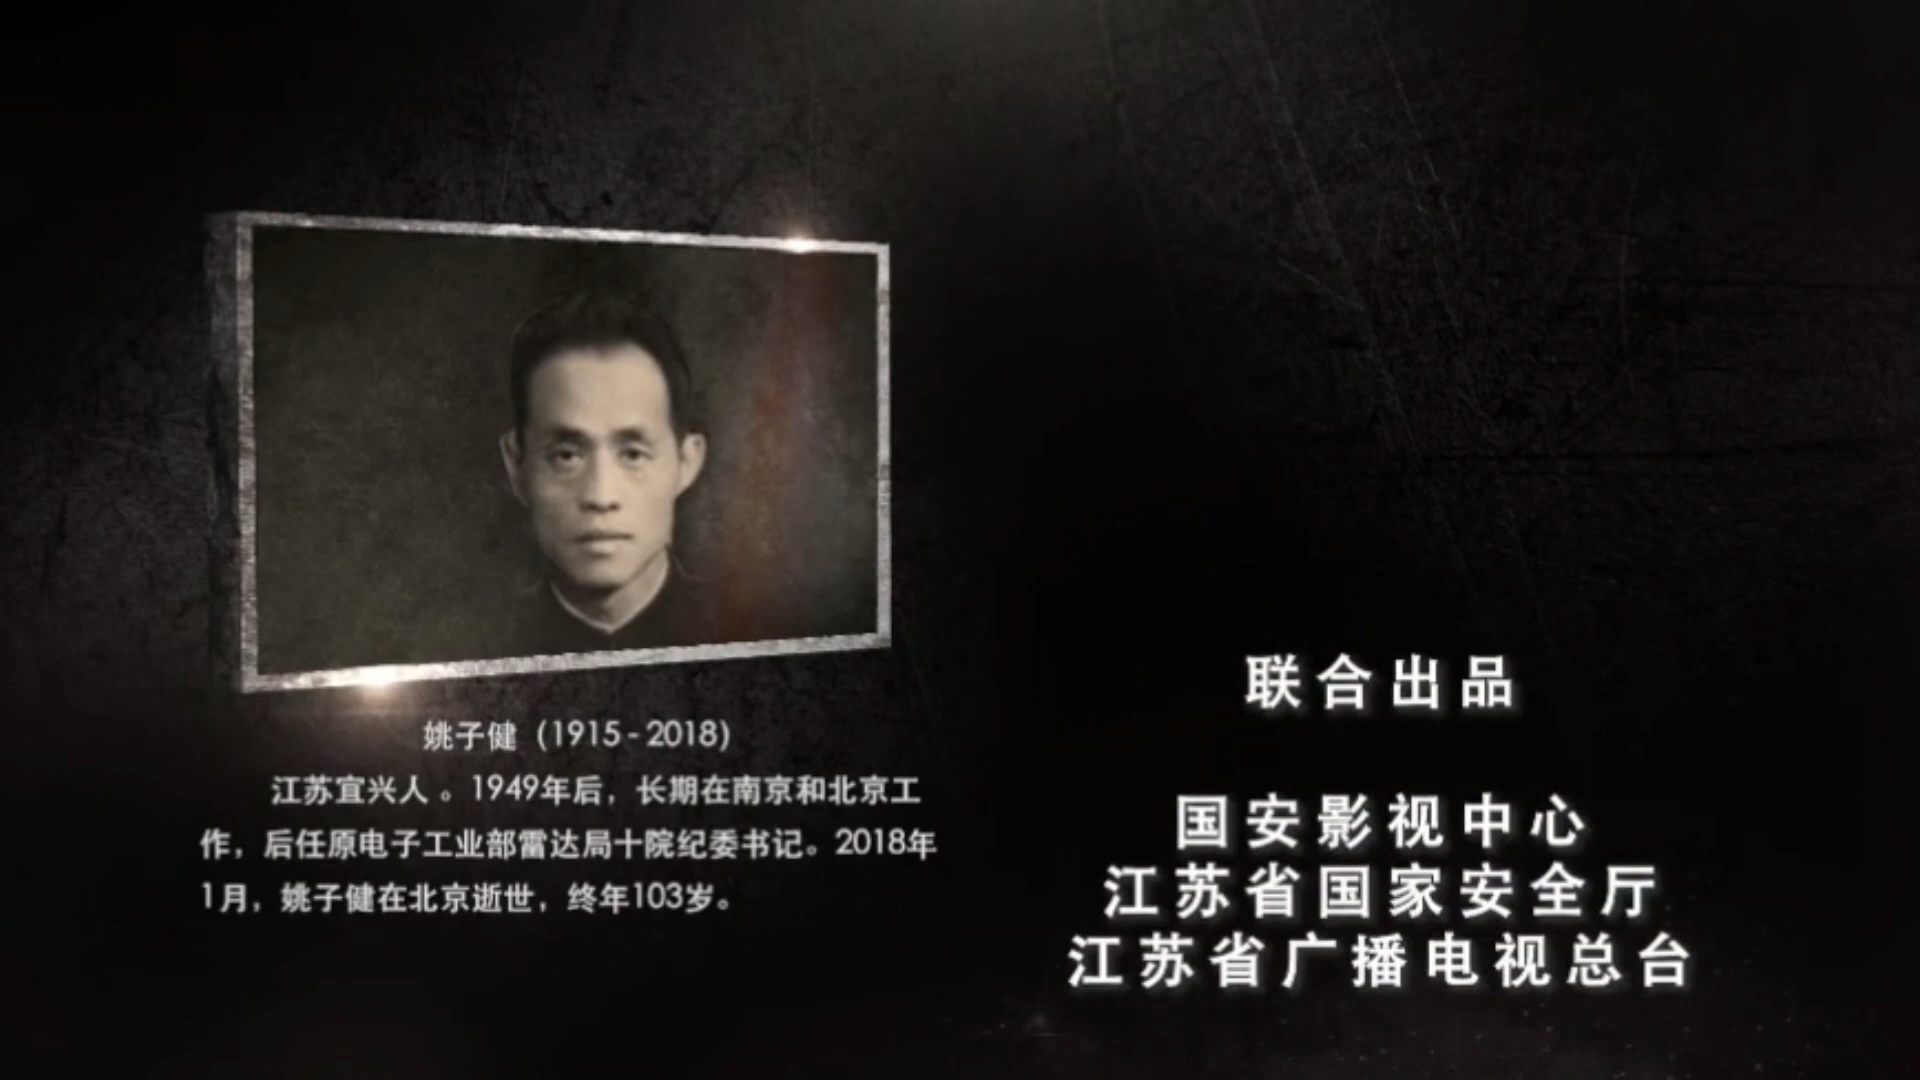 姚子健（1915-2018）
江苏宜兴人。1949年后，长期在南京和北京工
作，后任原电子工业部雷达局十院纪委书记。2018年
1月，姚子健在北京逝世，终年103岁。
联合出品
国安影视中心
江苏省国家安全厅
江苏省广播电视总台